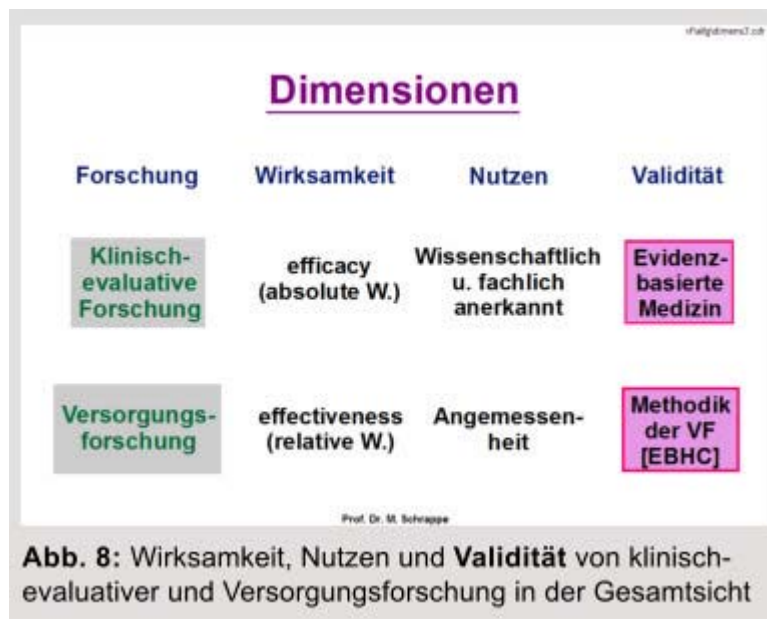 Dimensionen
Forschung Wirksamkeit Nutzen Validität
Klinisch-
evaluative
Forschung
efficacy
(absolute W.)
Wissenschaftlich
u. fachlich
anerkannt
Evidenz-
basierte
Medizin
Versorgungs-
forschung
effectiveness
(relative W.)
Angemessen-
heit
Methodik
der VF
[EBHC]
Prof. Dr. M. Schrappe
Abb. 8: Wirksamkeit, Nutzen und Validität von klinisch-
evaluativer und Versorgungsforschung in der Gesamtsicht